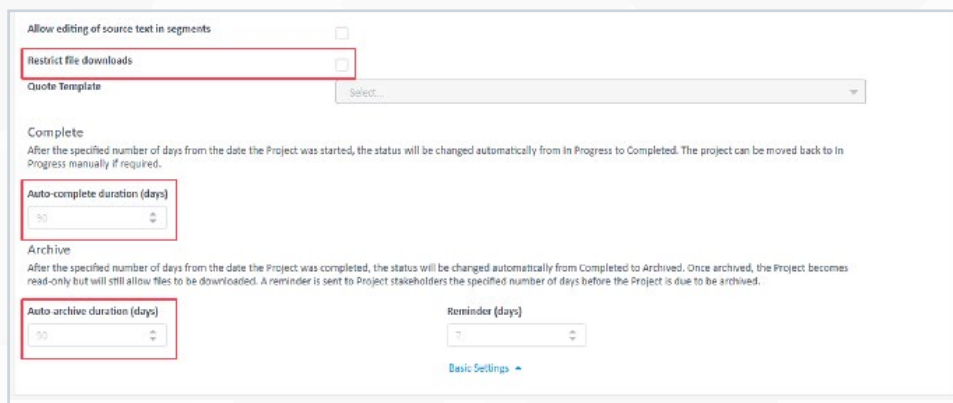 Allow editing of source text in segments
Restrict file downloads
Quote Template
Select...
Complete
After the specified number of days from the date the Project was started, the status will be changed automatically from In Progress to Completed. The project can be moved back to In
Progress manually if required.
Auto-complete duration (days)
90
Archive
After the specified number of days from the date the Project was completed, the status will be changed automatically from Completed to Archived. Once archived, the Project becomes
read-only but will still allow files to be downloaded. A reminder is sent to Project stakeholders the specified number of days before the Project is due to be archived.
Auto-archive duration (days) Reminder (days)
90 7
Basic Settings